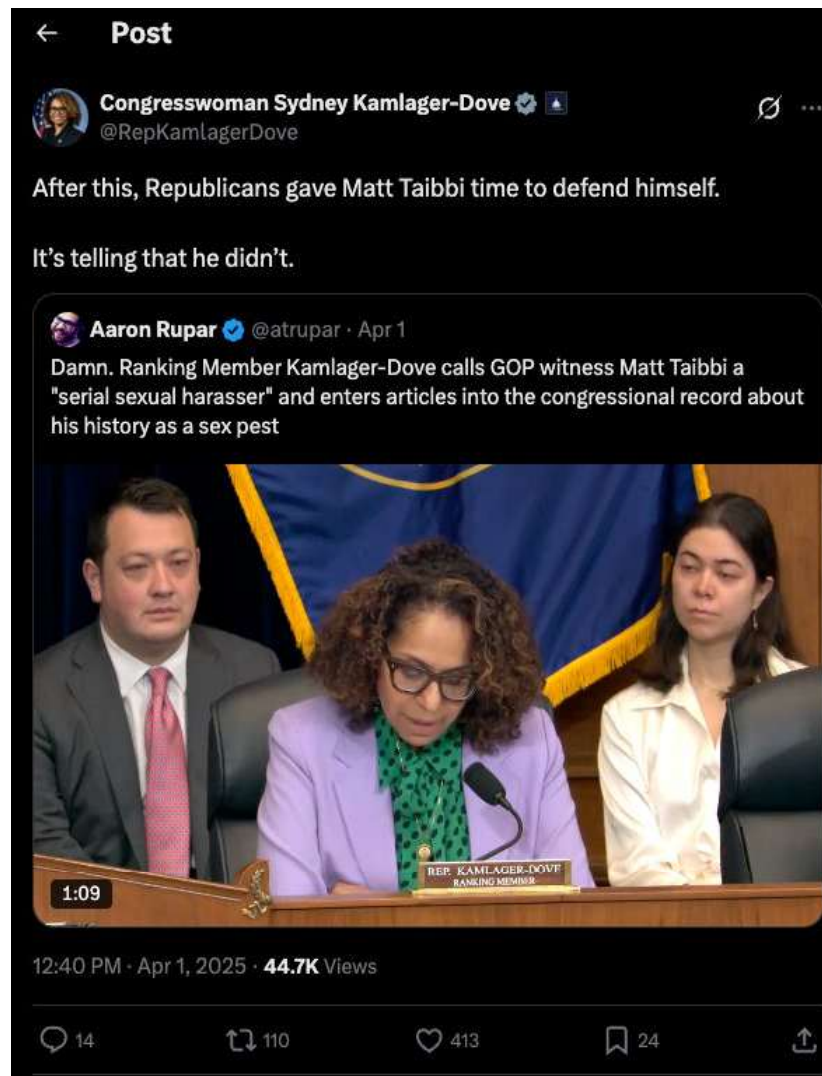 Post
Congresswoman Sydney Kamlager-Dove
@RepKamlagerDove
After this, Republicans gave Matt Taibbi time to defend himself.
It's telling that he didn't.
Aaron Rupar @atrupar · Apr 1
Damn. Ranking Member Kamlager-Dove calls GOP witness Matt Taibbi a
"serial sexual harasser" and enters articles into the congressional record about
his history as a sex pest
REP. KAMLAGER-DOVE
RANKING MEMBER
1:09
12:40 PM · Apr 1, 2025 · 44.7K Views
14 110 413 24